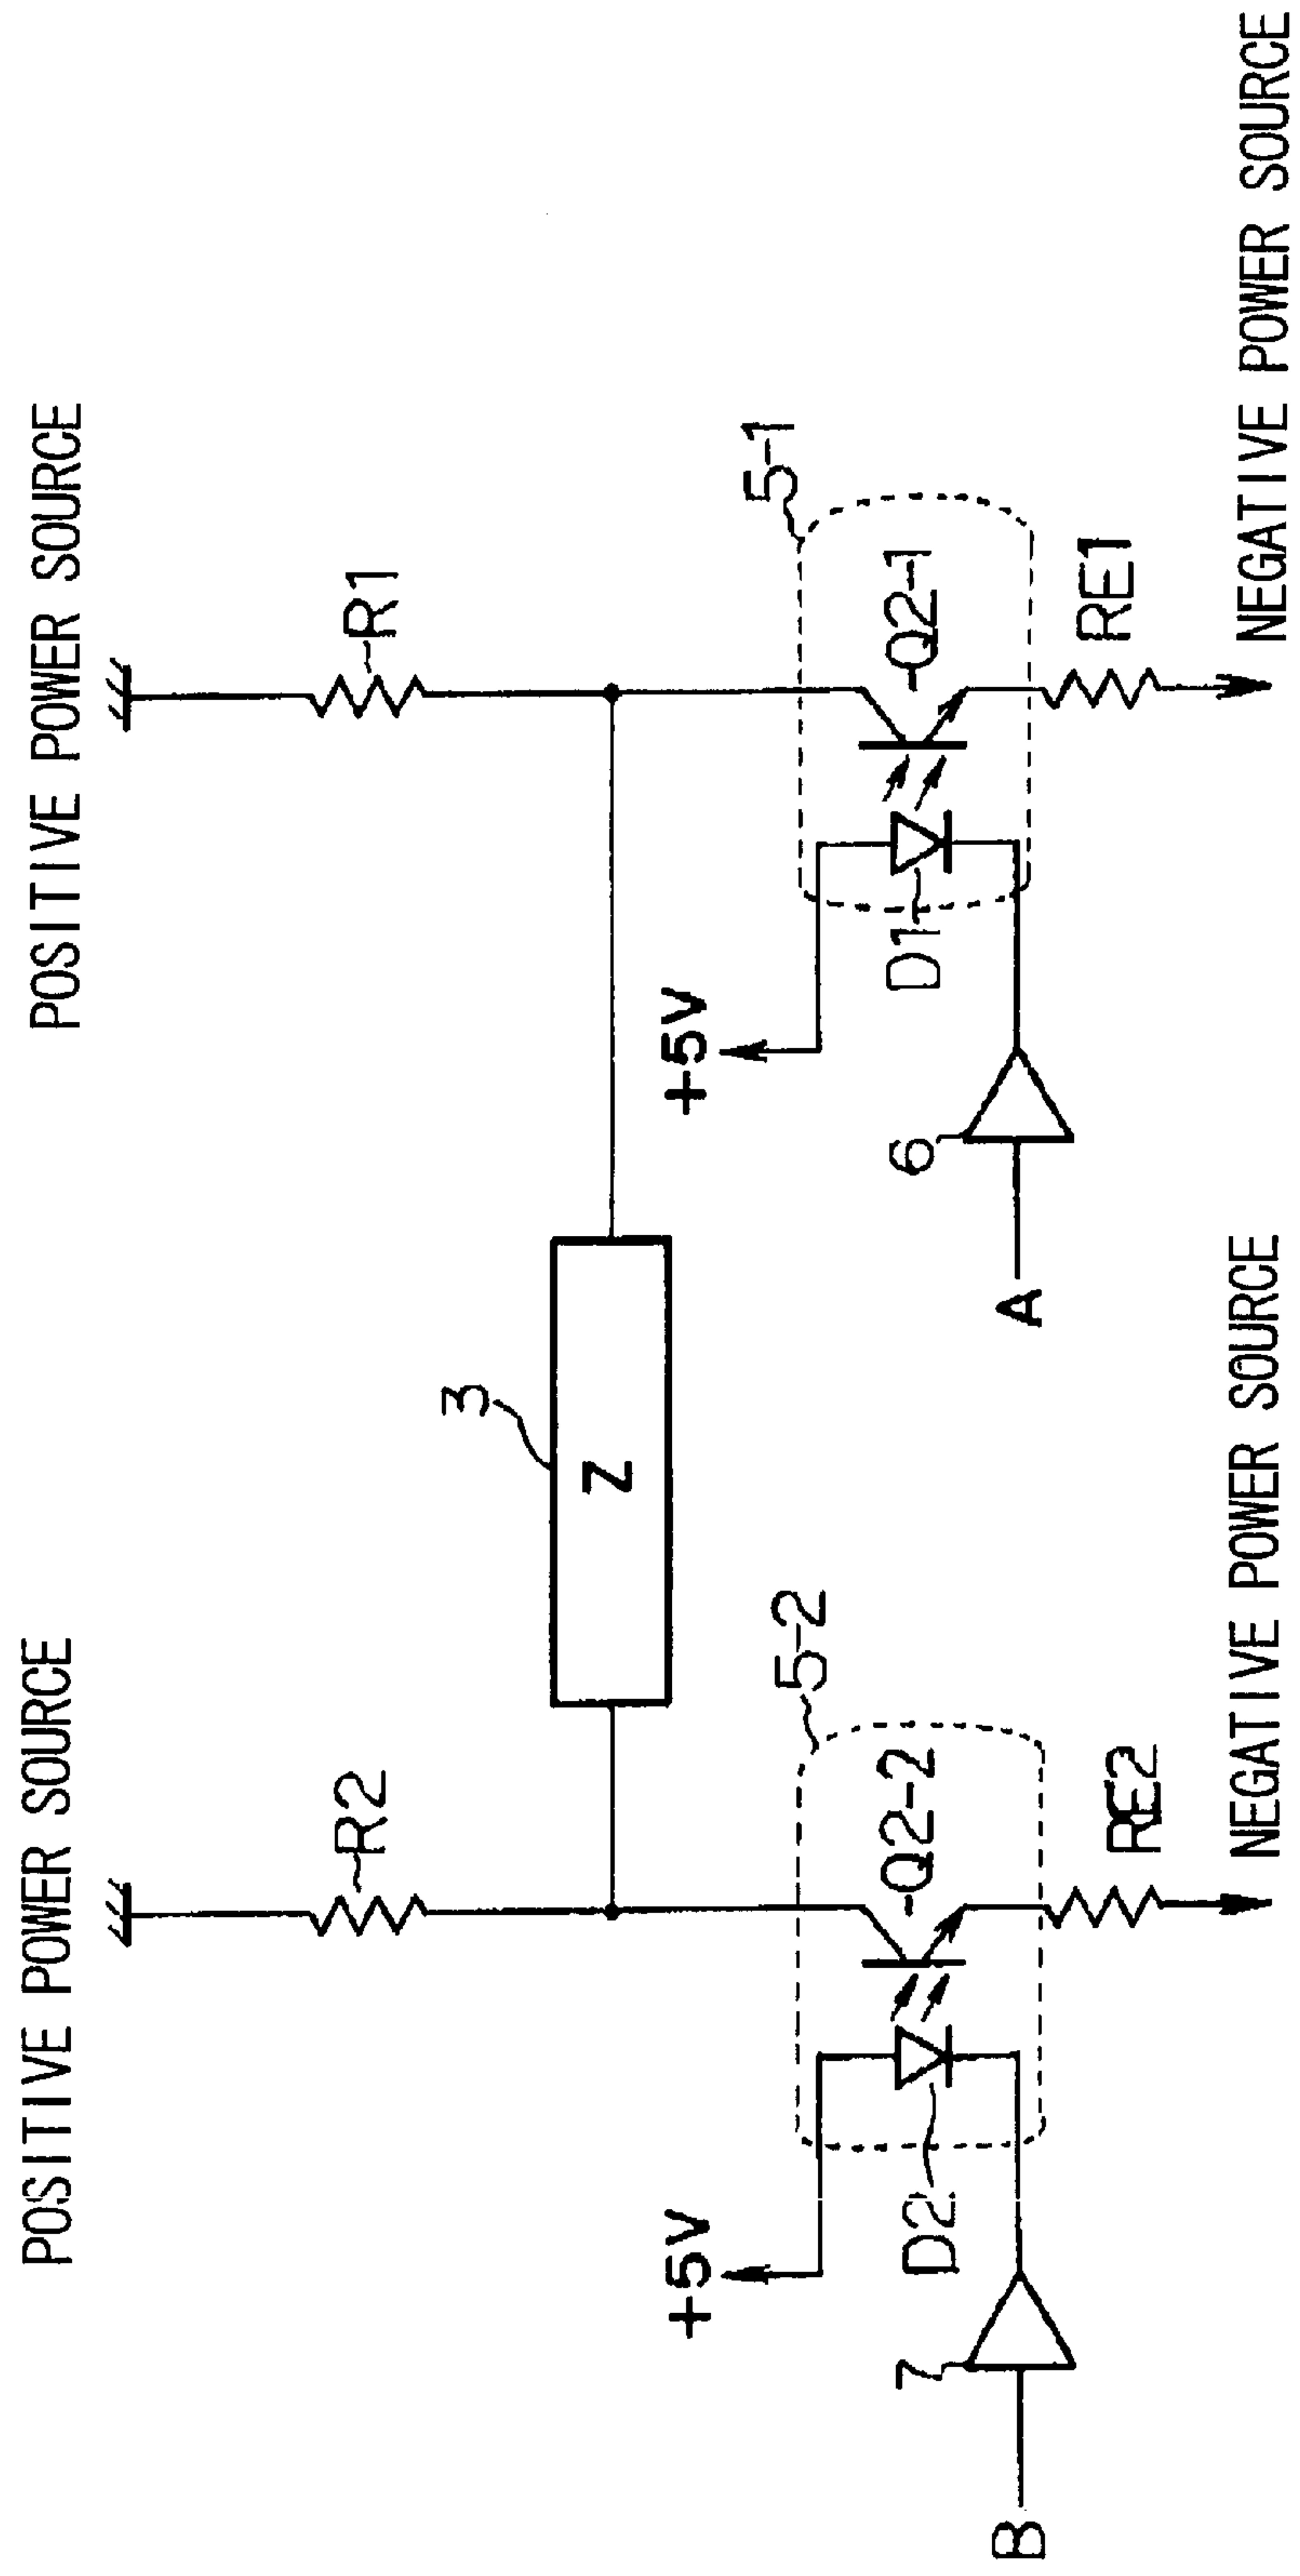 POSITIVE POWER SOURCE
POSITIVE POWER SOURCE
R2
R1
3
Z
+5V
5-2
+5V
5-1
D2
Q2-2
D1
Q2-1
7
6
B
A
RE2
RE1
NEGATIVE POWER SOURCE
NEGATIVE POWER SOURCE